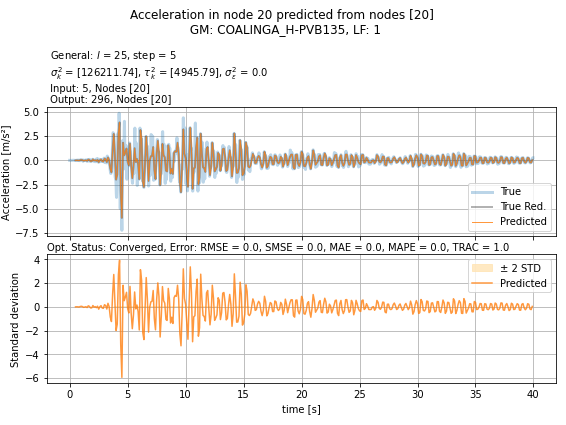 Acceleration in node 20 predicted from nodes [20]
GM: COALINGA_H-PVB135, LF: 1
General: l = 25, step = 5
σ²ₖ = [126211.74], τ²ₖ = [4945.79], σ²ε = 0.0
Input: 5, Nodes [20]
Output: 296, Nodes [20]
Acceleration [m/s²]
5.0
2.5
0.0
−2.5
−5.0
−7.5
True
True Red.
Predicted
Opt. Status: Converged, Error: RMSE = 0.0, SMSE = 0.0, MAE = 0.0, MAPE = 0.0, TRAC = 1.0
Standard deviation
4
2
0
−2
−4
−6
± 2 STD
Predicted
0 5 10 15 20 25 30 35 40
time [s]